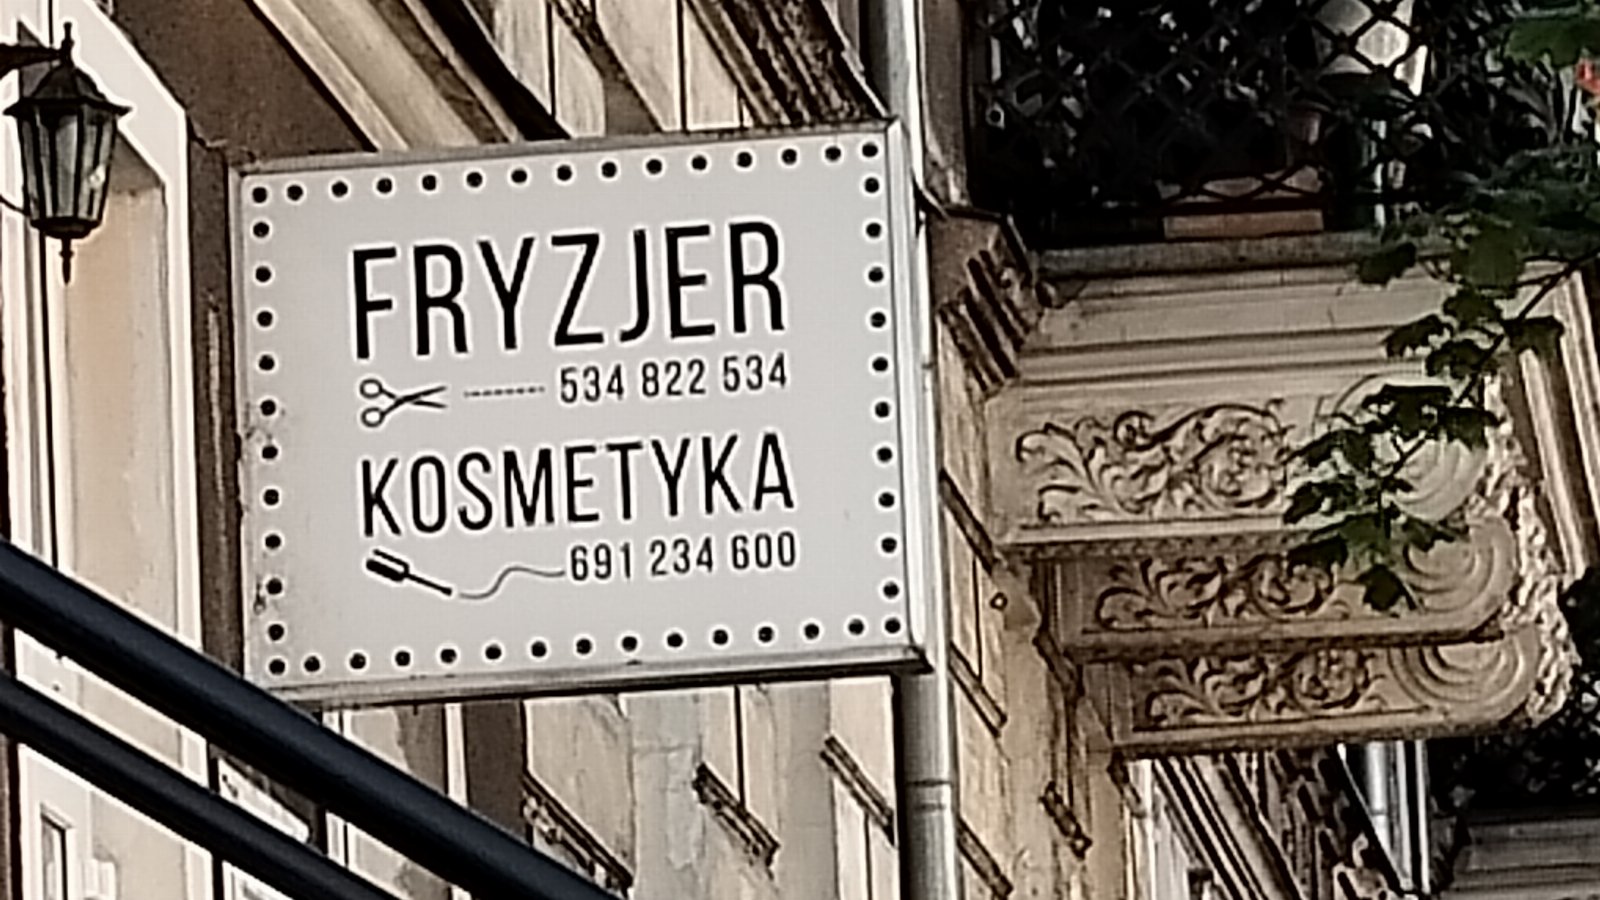 FRYZJER
534 822 534
KOSMETYKA
691 234 600